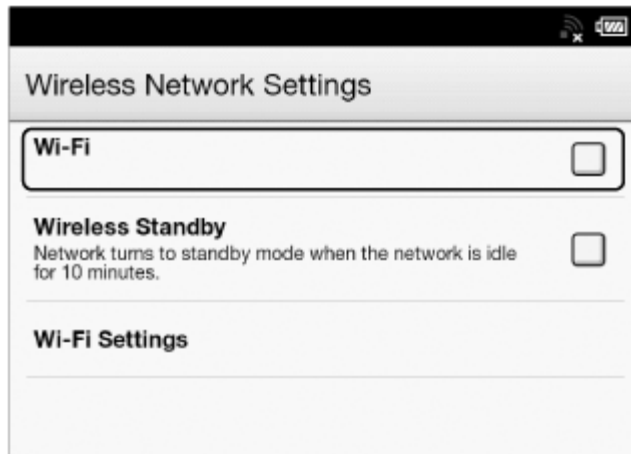 Wireless Network Settings
Wi-Fi
Wireless Standby
Network turns to standby mode when the network is idle
for 10 minutes.
Wi-Fi Settings